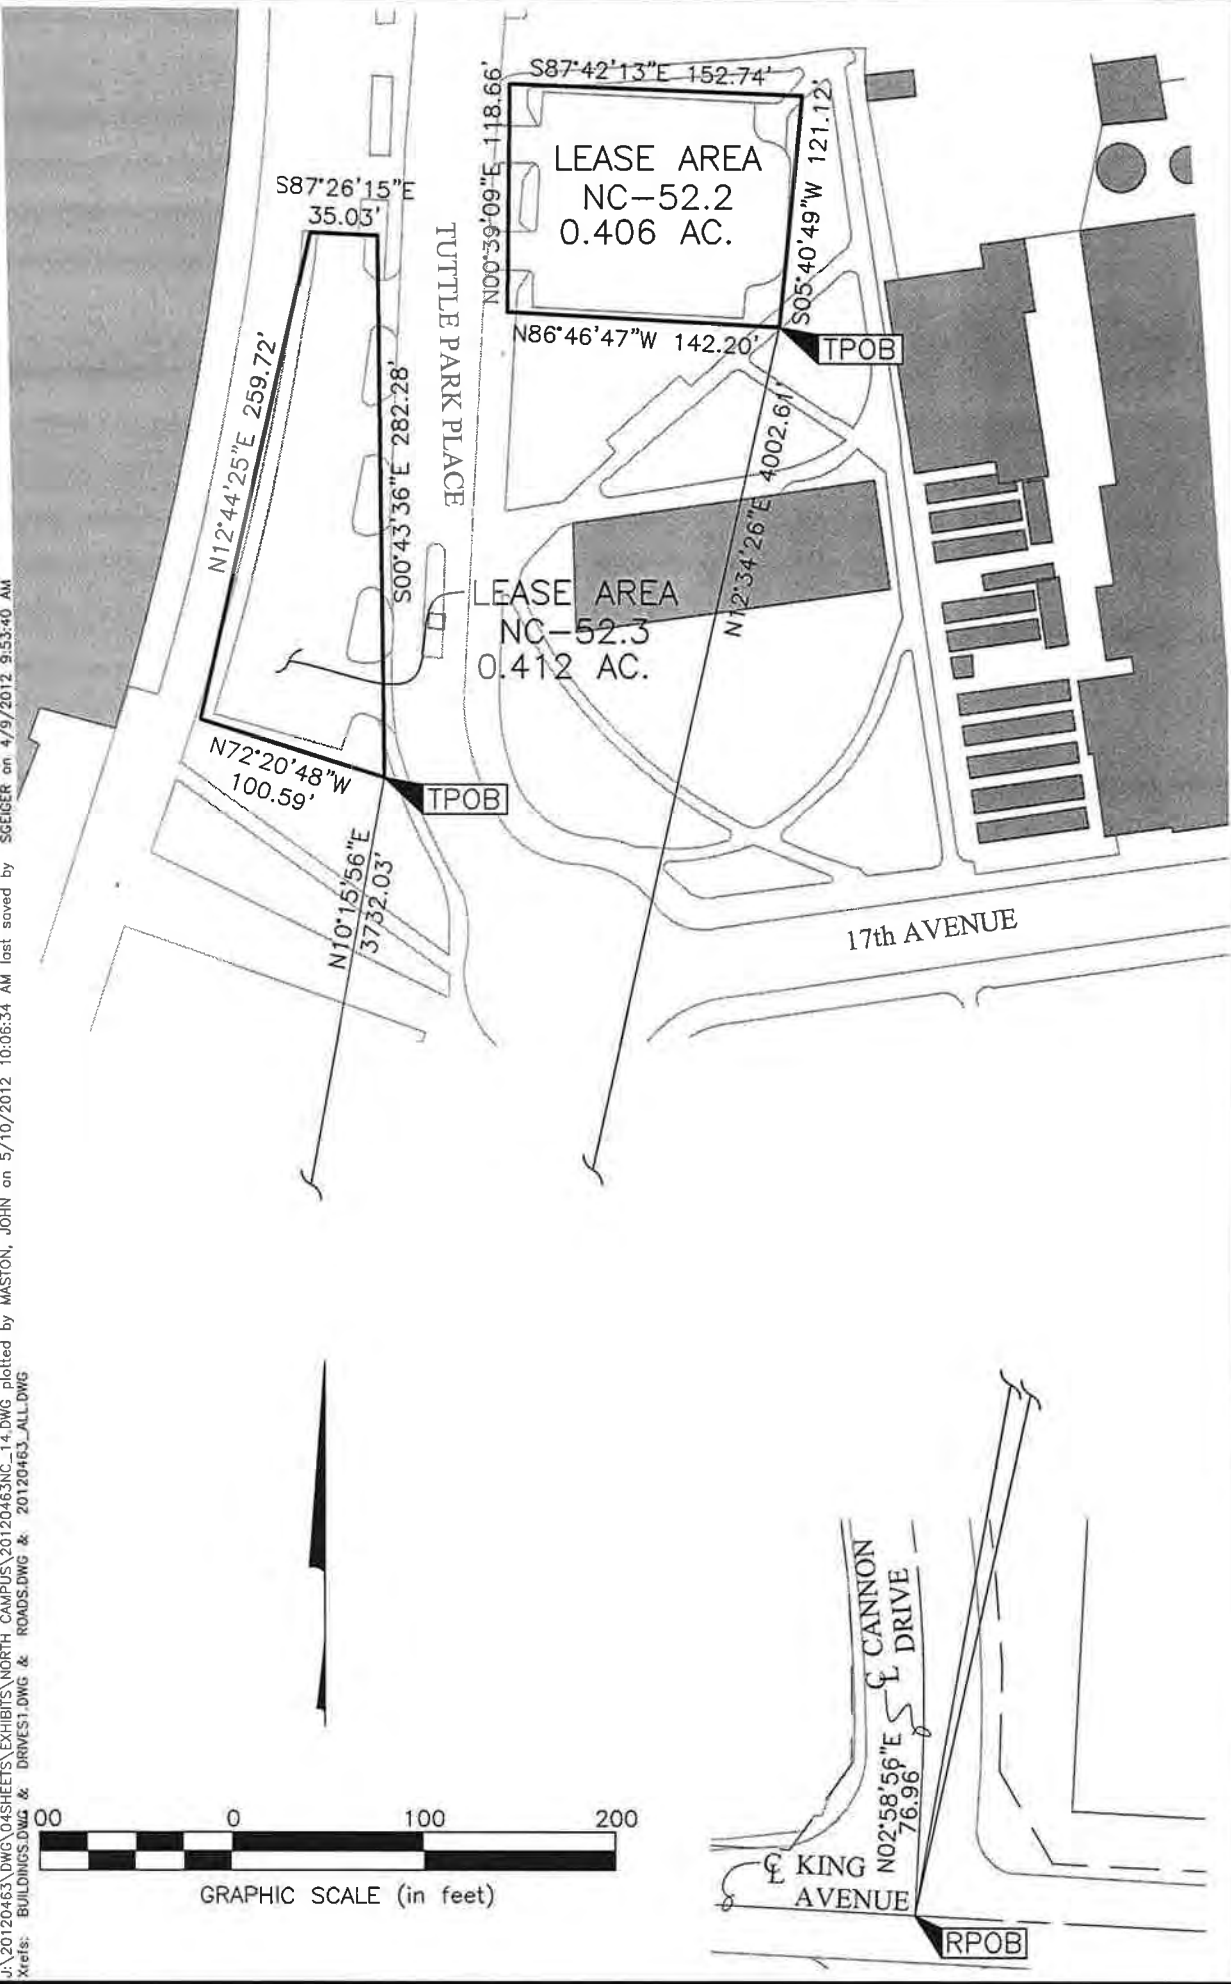 S87°42'13"E 152.74'
N00°39'09"E 118.66'
LEASE AREA
NC-52.2
0.406 AC.
S05°40'49"W 121.12'
N86°46'47"W 142.20'
TPOB
S87°26'15"E
35.03'
TUTTLE PARK PLACE
N12°44'25"E 259.72'
S00°43'36"E 282.28'
N12°34'26"E 4002.61'
LEASE AREA
NC-52.3
0.412 AC.
N72°20'48"W
100.59'
TPOB
N10°15'56"E
3732.03'
17th AVENUE
℄ CANNON
DRIVE
N02°58'56"E
76.96'
℄ KING
AVENUE
RPOB
00 0 100 200
GRAPHIC SCALE (in feet)
J:\20120463\DWG\04SHEETS\EXHIBITS\NORTH CAMPUS\20120463NC_14.DWG plotted by MASTON, JOHN on 5/10/2012 10:06:34 AM last saved by SGEIGER on 4/9/2012 9:53:40 AM
Xrefs: BUILDINGS.DWG & DRIVES1.DWG & ROADS.DWG & 20120463_ALL.DWG